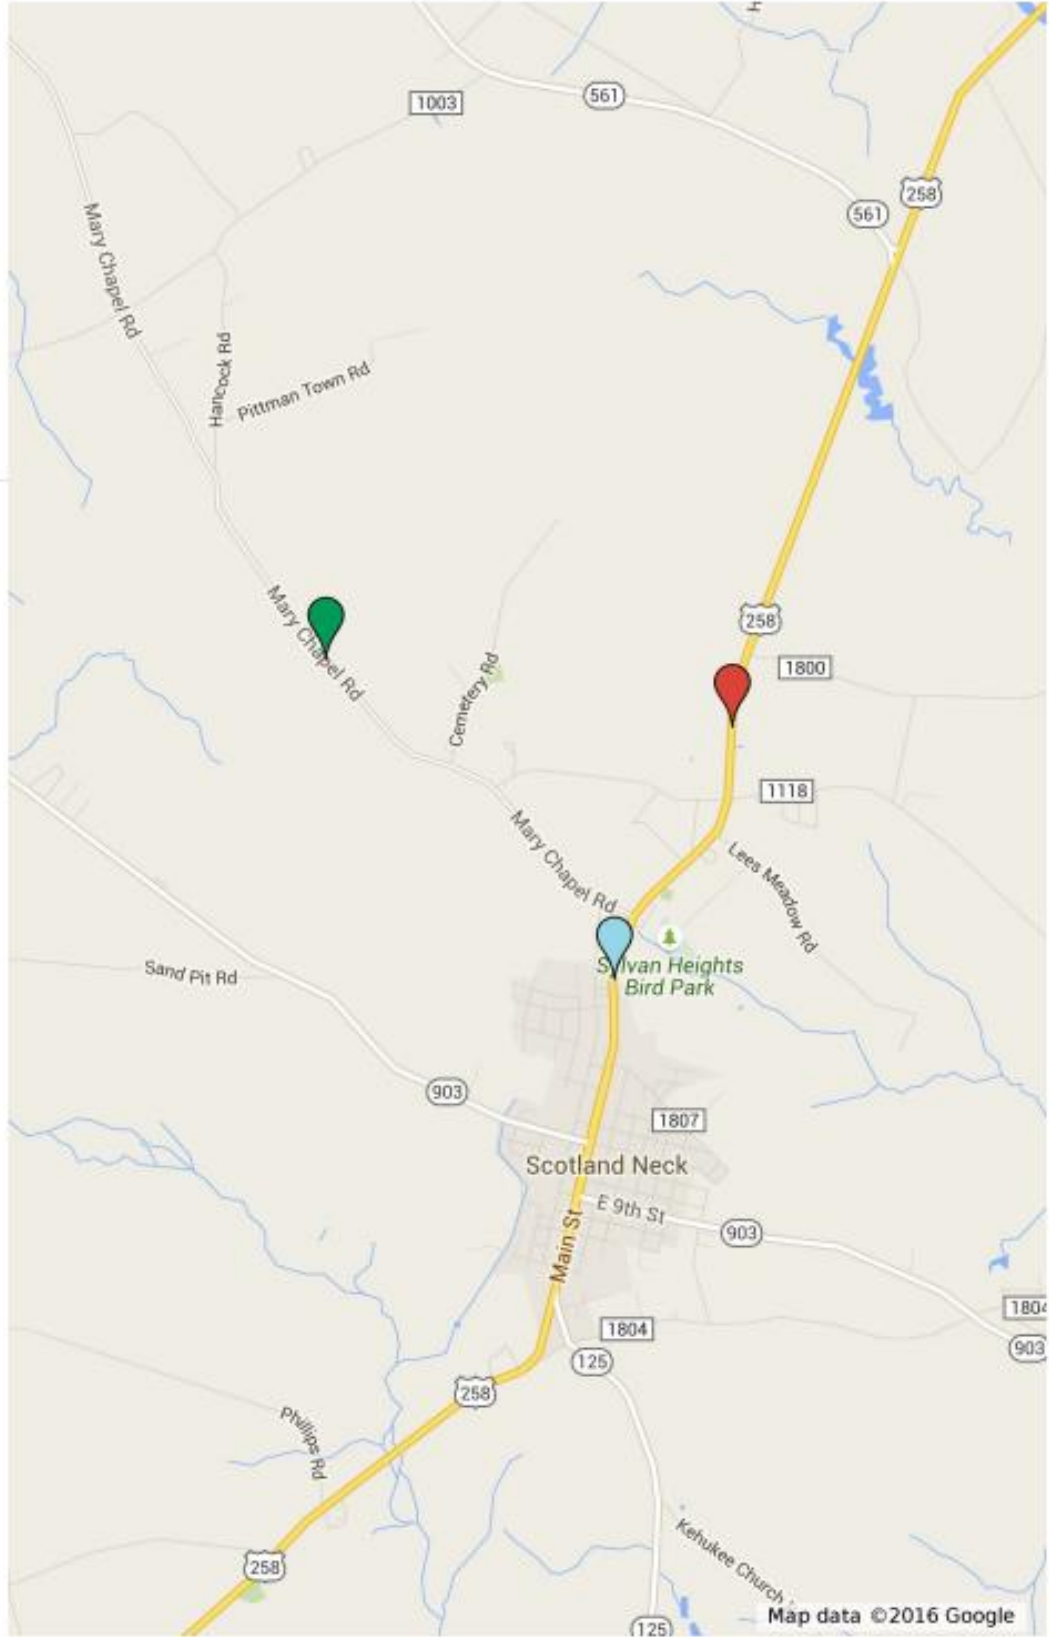 H
1003
561
258
561
Mary Chapel Rd
Hancock Rd
Pittman Town Rd
Mary Chapel Rd
258
1800
Cemetery Rd
1118
Mary Chapel Rd
Lees Meadow Rd
Sylvan Heights
Bird Park
Sand Pit Rd
903
1807
Scotland Neck
E 9th St
903
Main St
1804
1804
903
125
258
Phillips Rd
Kehukee Church
258
125
Map data ©2016 Google